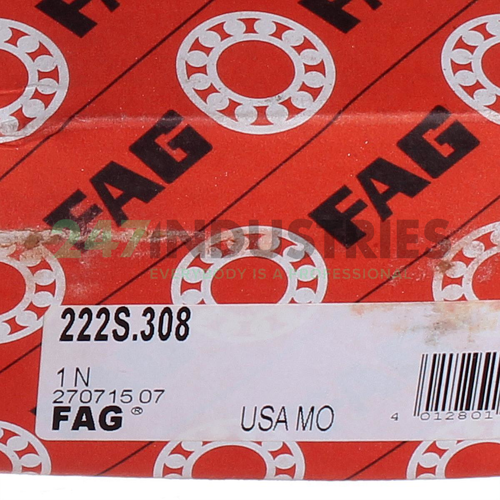 FAG
FAG
247INDUSTRIES
EVERYBODY IS A PROFESSIONAL
222S.308
1 N
270715 07
FAG®
USA MO
4 012801